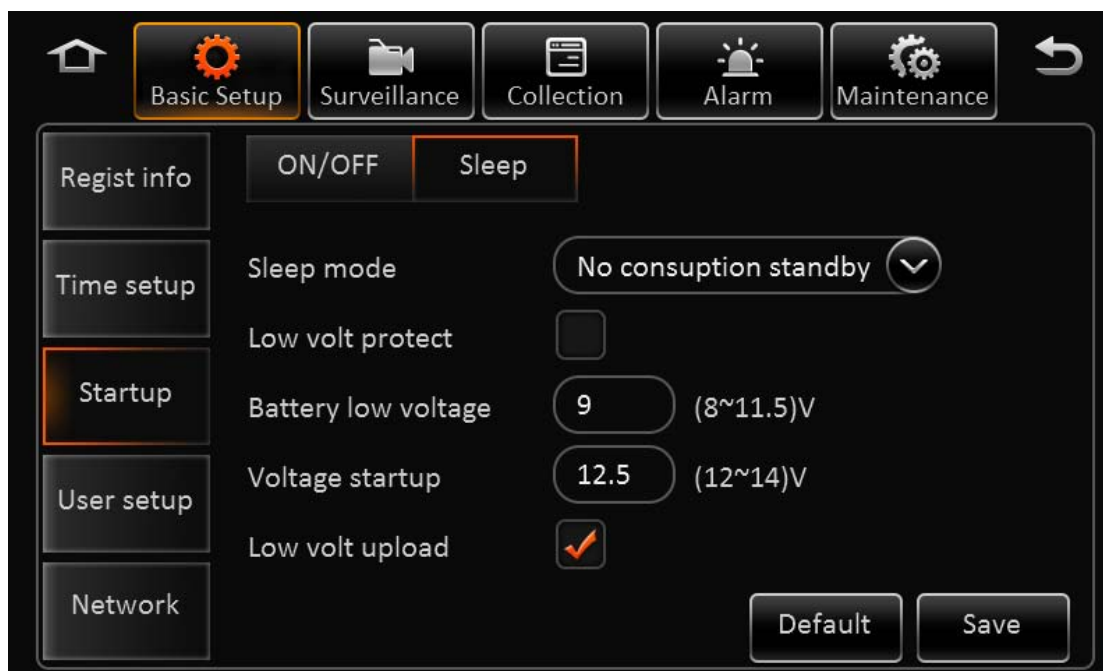 Basic Setup
Surveillance
Collection
Alarm
Maintenance
Regist info
Time setup
Startup
User setup
Network
ON/OFF
Sleep
Sleep mode
No consuption standby
Low volt protect
Battery low voltage
9
(8~11.5)V
Voltage startup
12.5
(12~14)V
Low volt upload
Default
Save